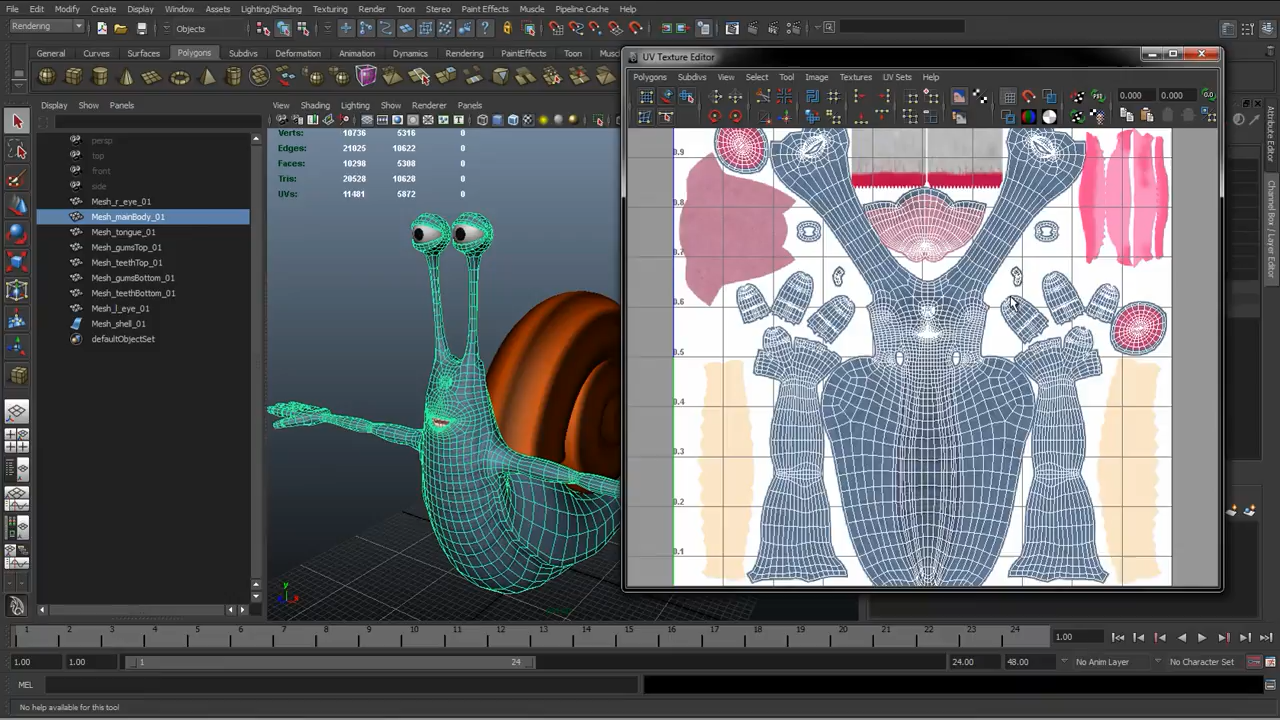 File Edit Modify Create Display Window Assets Lighting/Shading Texturing Render Toon Stereo Paint Effects Muscle Pipeline Cache Help
Rendering Objects
General Curves Surfaces Polygons Subdivs Deformation Animation Dynamics Rendering PaintEffects Toon
UV Texture Editor
Polygons Subdivs View Select Tool Image Textures UV Sets Help
0.000 0.000
Display Show Panels
View Shading Lighting Show Renderer Panels
persp
top
front
side
Mesh_r_eye_01
Mesh_mainBody_01
Mesh_tongue_01
Mesh_gumsTop_01
Mesh_teethTop_01
Mesh_gumsBottom_01
Mesh_teethBottom_01
Mesh_l_eye_01
Mesh_shell_01
defaultObjectSet
Verts: 10736 5316 0
Edges: 21025 10622 0
Faces: 10298 5308 0
Tris: 20528 10628 0
UVs: 11481 5872 0
0.9
0.8
0.7
0.6
0.5
0.4
0.3
0.2
0.1
Attribute Editor
Channel Box / Layer Editor
1 2 3 4 5 6 7 8 9 10 11 12 13 14 15 16 17 18 19 20 21 22 23 24 1.00
1.00 1.00 1 24 24.00 48.00 No Anim Layer No Character Set
MEL
No help available for this tool